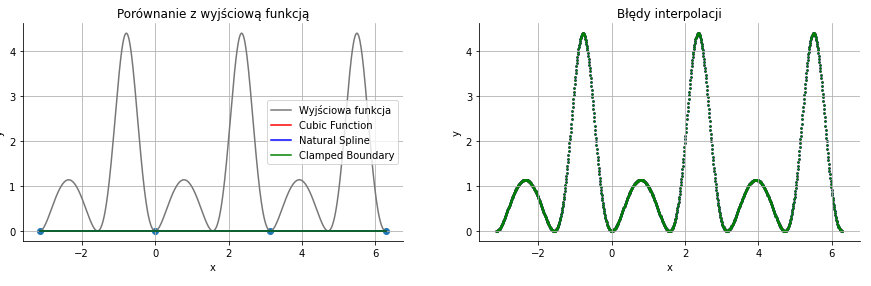 Porównanie z wyjściową funkcją
4
3
2
1
0
−2
0
2
4
6
x
Wyjściowa funkcja
Cubic Function
Natural Spline
Clamped Boundary
Błędy interpolacji
y
4
3
2
1
0
−2
0
2
4
6
x